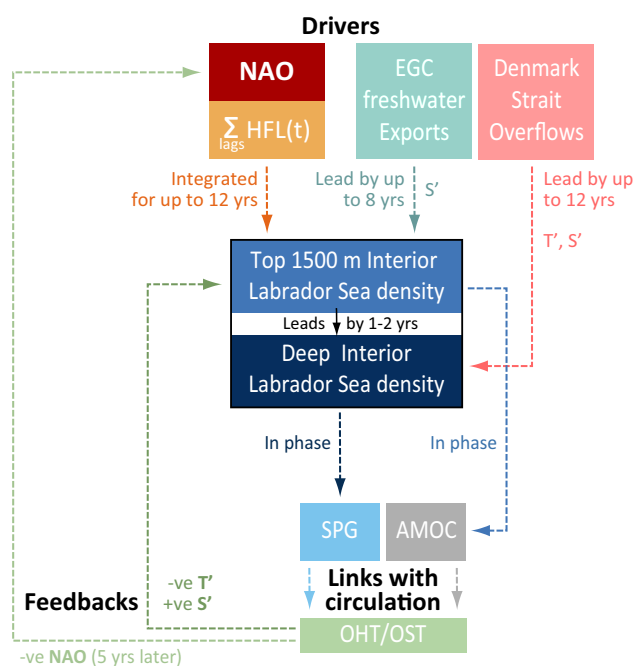 Drivers
NAO
∑ HFL(t)
lags
EGC
freshwater
Exports
Denmark
Strait
Overflows
Integrated
for up to 12 yrs
Lead by up
to 8 yrs
S’
Lead by up
to 12 yrs
T’, S’
Top 1500 m Interior
Labrador Sea density
Leads by 1-2 yrs
Deep Interior
Labrador Sea density
In phase
In phase
SPG
AMOC
-ve T’
+ve S’
Feedbacks
Links with
circulation
OHT/OST
-ve NAO (5 yrs later)